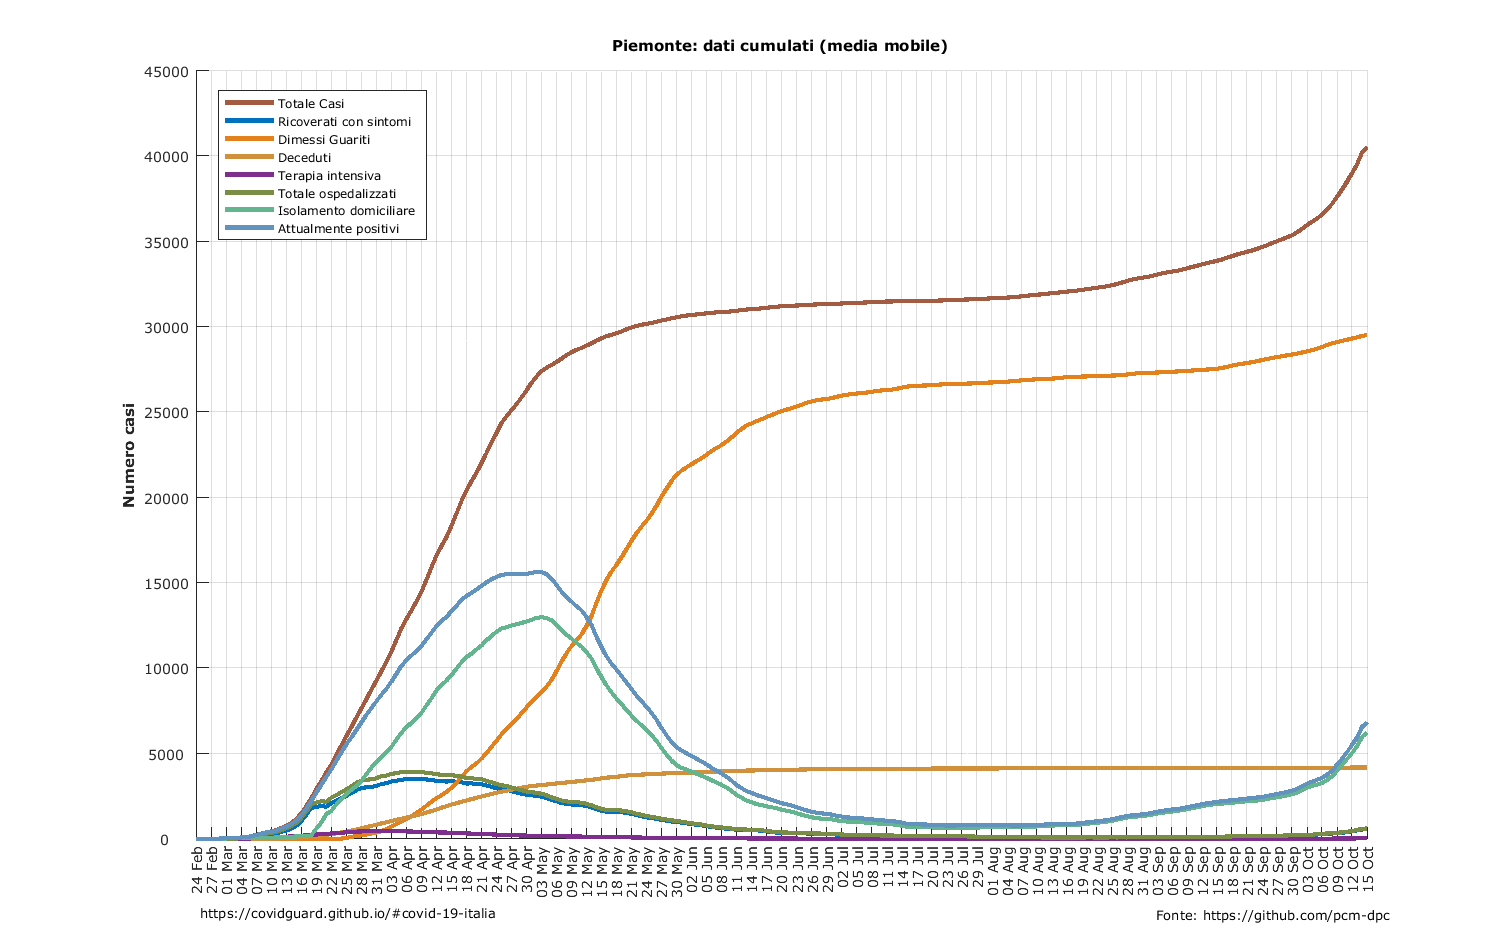 Piemonte: dati cumulati (media mobile)
45000
40000
35000
30000
25000
20000
15000
10000
5000
0
Numero casi
Totale Casi
Ricoverati con sintomi
Dimessi Guariti
Deceduti
Terapia intensiva
Totale ospedalizzati
Isolamento domiciliare
Attualmente positivi
24 Feb
27 Feb
01 Mar
04 Mar
07 Mar
10 Mar
13 Mar
16 Mar
19 Mar
22 Mar
25 Mar
28 Mar
31 Mar
03 Apr
06 Apr
09 Apr
12 Apr
15 Apr
18 Apr
21 Apr
24 Apr
27 Apr
30 Apr
03 May
06 May
09 May
12 May
15 May
18 May
21 May
24 May
27 May
30 May
02 Jun
05 Jun
08 Jun
11 Jun
14 Jun
17 Jun
20 Jun
23 Jun
26 Jun
29 Jun
02 Jul
05 Jul
08 Jul
11 Jul
14 Jul
17 Jul
20 Jul
23 Jul
26 Jul
29 Jul
01 Aug
04 Aug
07 Aug
10 Aug
13 Aug
16 Aug
19 Aug
22 Aug
25 Aug
28 Aug
31 Aug
03 Sep
06 Sep
09 Sep
12 Sep
15 Sep
18 Sep
21 Sep
24 Sep
27 Sep
30 Sep
03 Oct
06 Oct
09 Oct
12 Oct
15 Oct
https://covidguard.github.io/#covid-19-italia
Fonte: https://github.com/pcm-dpc